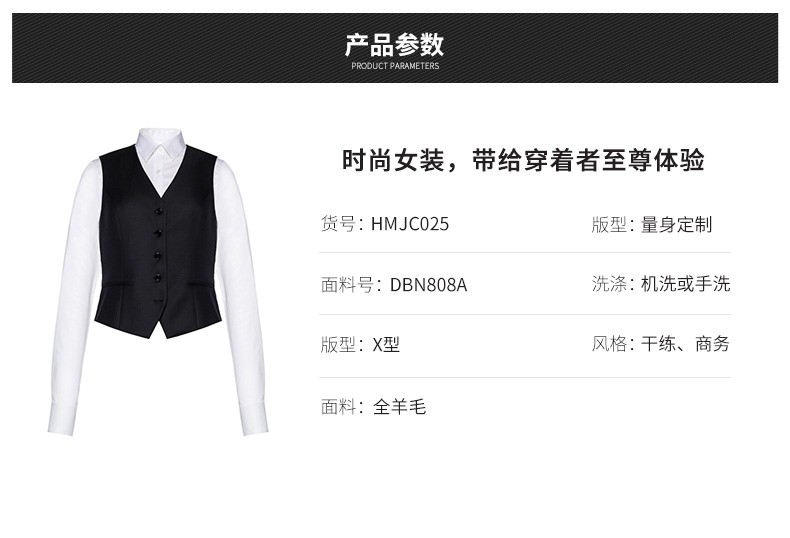 产品参数
PRODUCT PARAMETERS
时尚女装，带给穿着者至尊体验
货号：HMJC025
版型：量身定制
面料号：DBN808A
洗涤：机洗或手洗
版型：X型
风格：干练、商务
面料：全羊毛